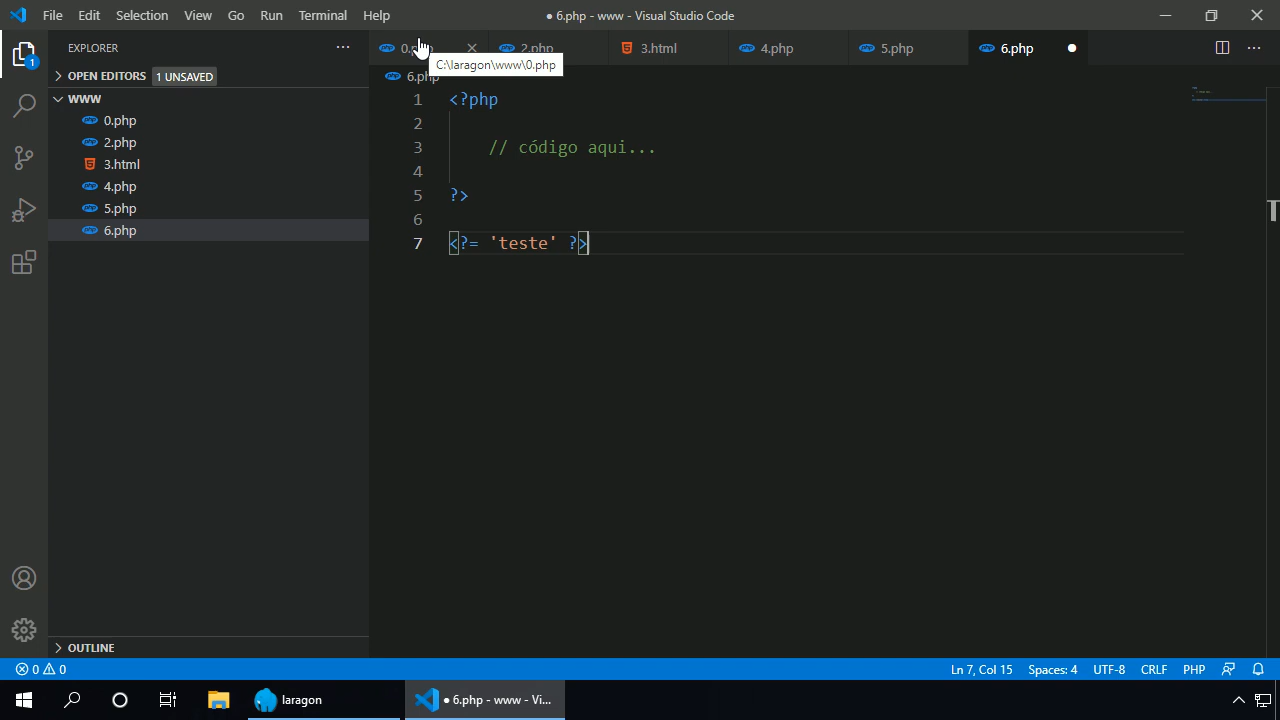 File Edit Selection View Go Run Terminal Help
● 6.php - www - Visual Studio Code
EXPLORER
OPEN EDITORS 1 UNSAVED
WWW
0.php
2.php
3.html
4.php
5.php
6.php
OUTLINE
2.php 3.html 4.php 5.php 6.php
C:\laragon\www\0.php
6.php
1 <?php
2
3 // código aqui...
4
5 ?>
6
7 <?= 'teste' ?>
1
0 0
Ln 7, Col 15 Spaces: 4 UTF-8 CRLF PHP
laragon
● 6.php - www - Vi...